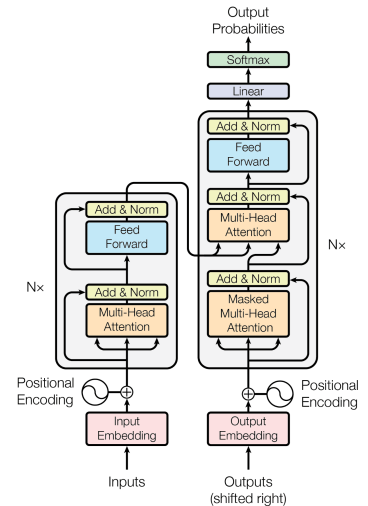 Output
Probabilities
Softmax
Linear
Add & Norm
Feed
Forward
Add & Norm
Multi-Head
Attention
Add & Norm
Masked
Multi-Head
Attention
N×
Add & Norm
Feed
Forward
Add & Norm
Multi-Head
Attention
N×
Positional
Encoding
Positional
Encoding
Input
Embedding
Output
Embedding
Inputs
Outputs
(shifted right)